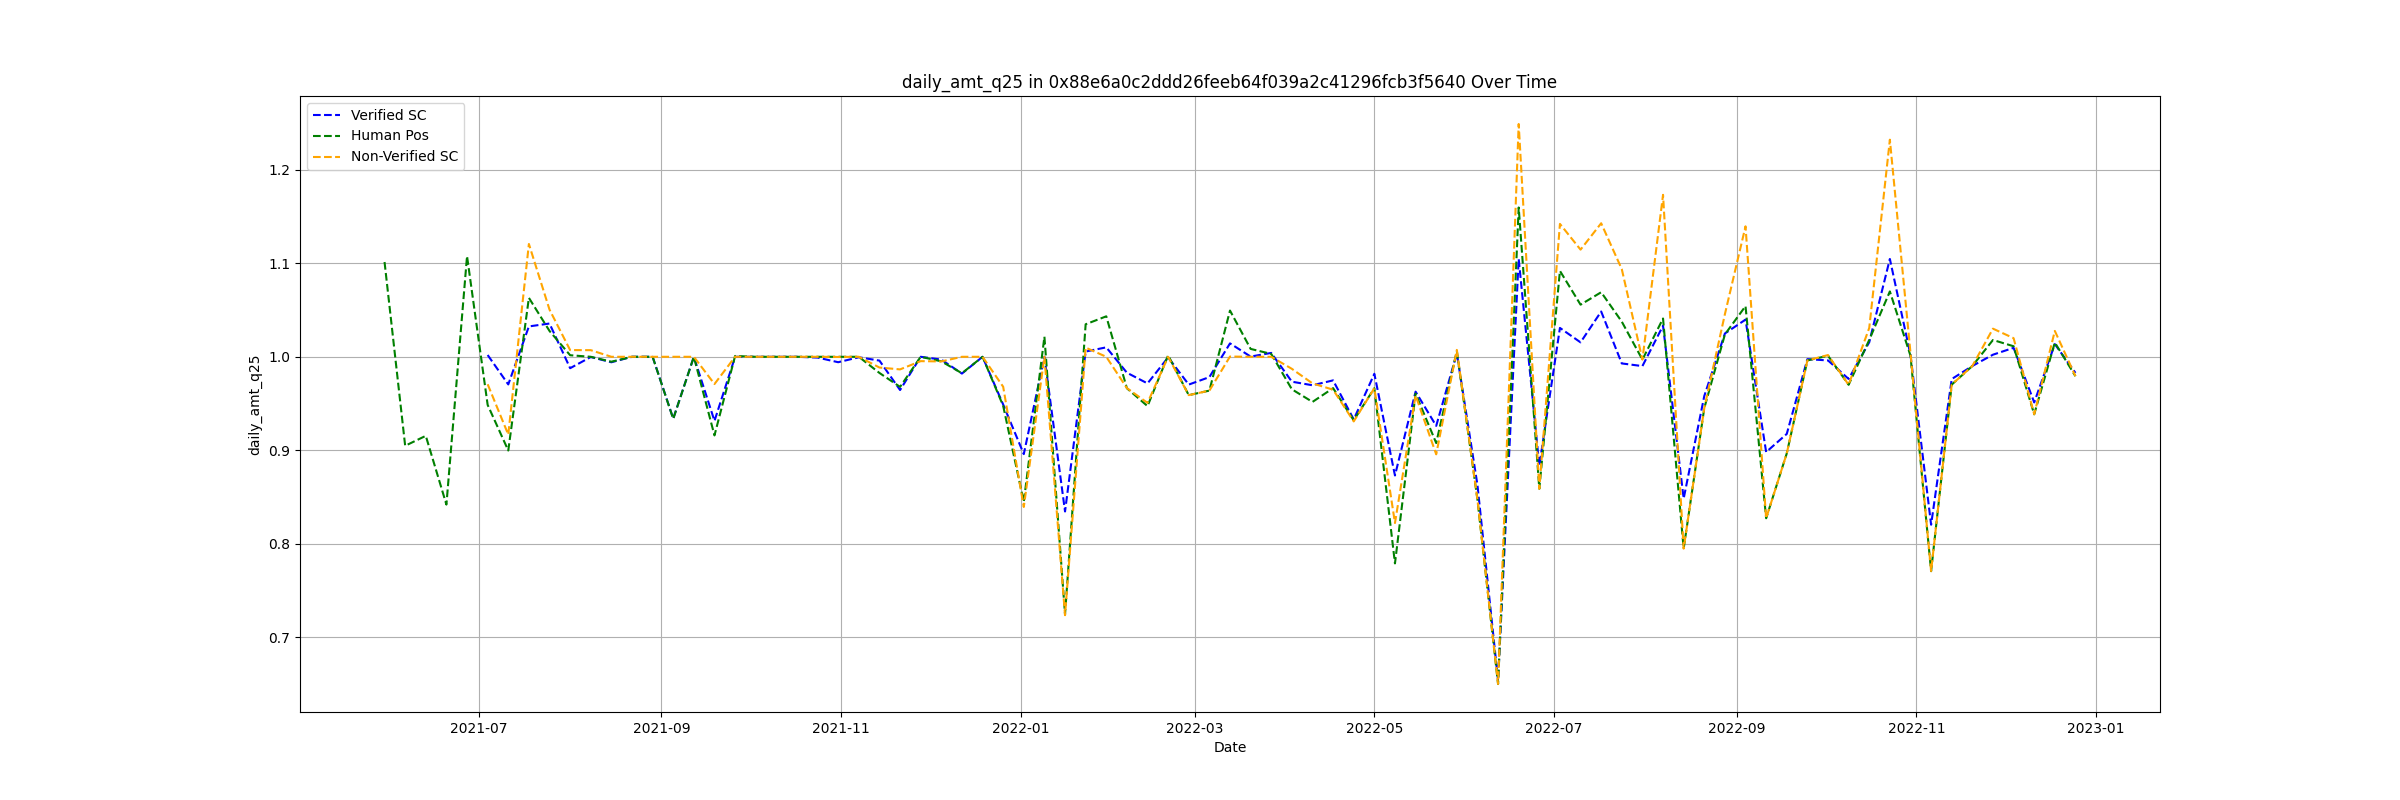 daily_amt_q25 in 0x88e6a0c2ddd26feeb64f039a2c41296fcb3f5640 Over Time
Verified SC
Human Pos
Non-Verified SC
daily_amt_q25
1.2
1.1
1.0
0.9
0.8
0.7
2021-07
2021-09
2021-11
2022-01
2022-03
2022-05
2022-07
2022-09
2022-11
2023-01
Date